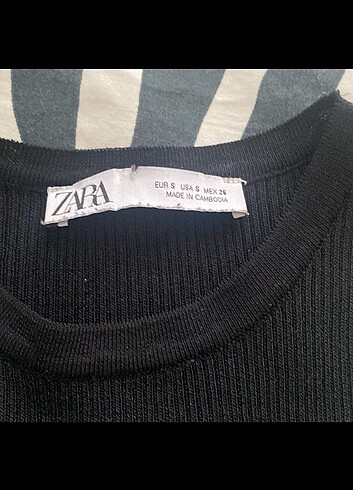 ZARA
EUR S USA S MEX 26
MADE IN CAMBODIA